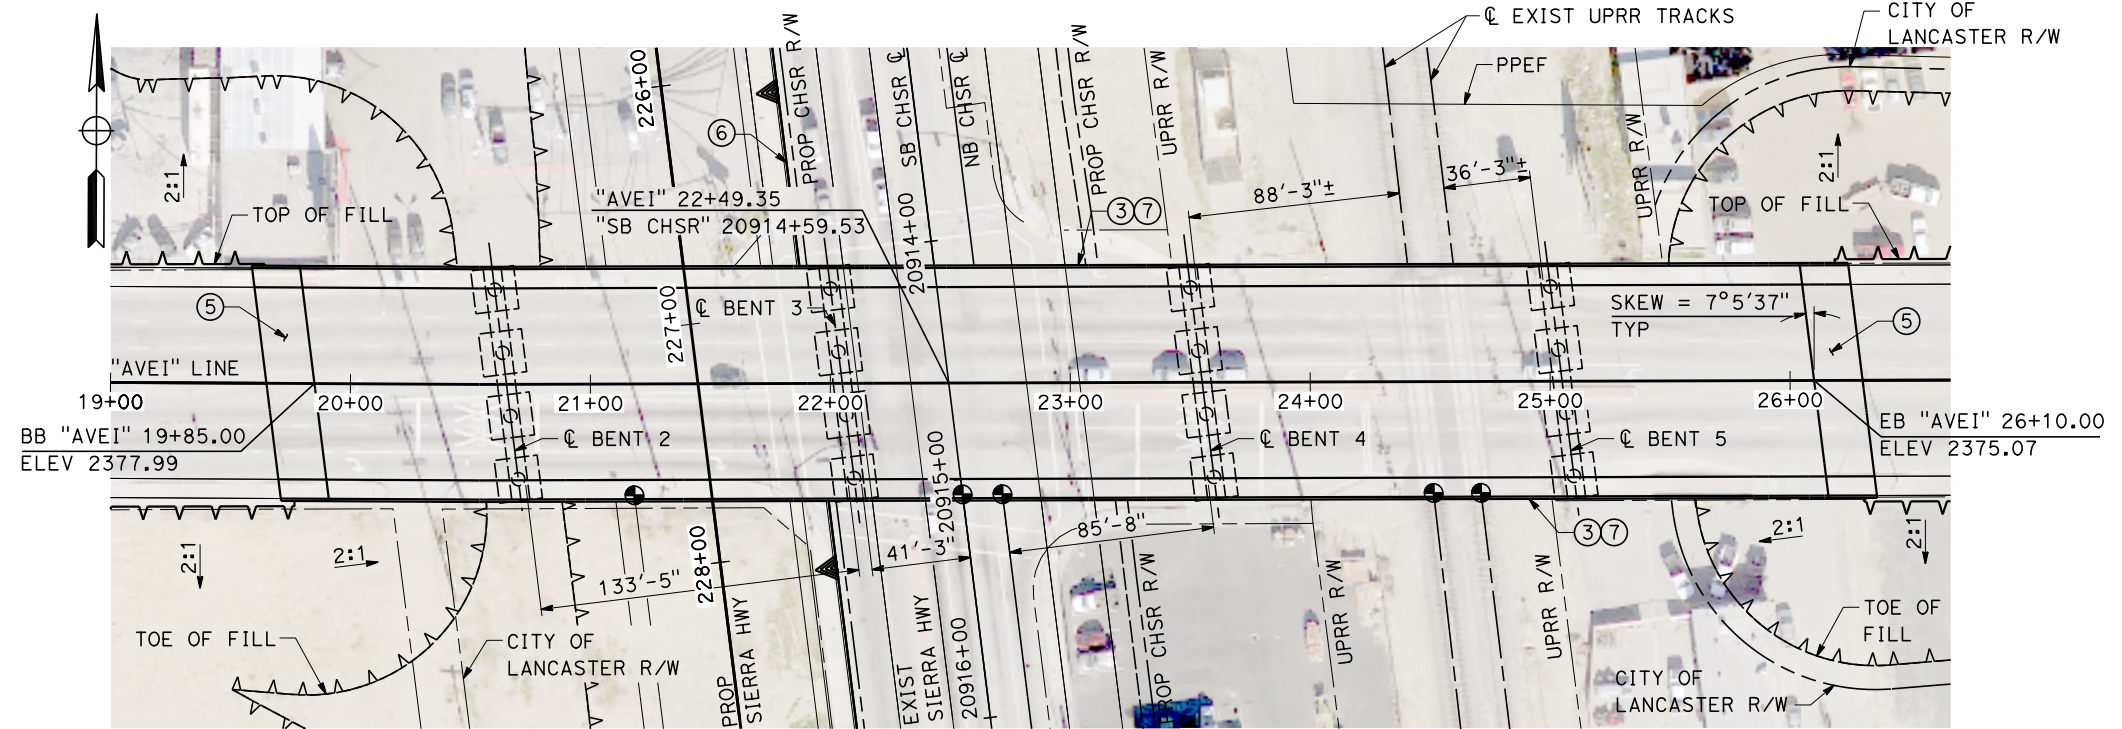 ℄ EXIST UPRR TRACKS
CITY OF
LANCASTER R/W
PPEF
226+00
PROP CHSR R/W
SB CHSR ℄
NB CHSR ℄
PROP CHSR R/W
UPRR R/W
UPRR R/W
6
2:1
TOP OF FILL
"AVEI" 22+49.35
"SB CHSR" 20914+59.53
20914+00
3 7
88'-3"±
36'-3"±
2:1
TOP OF FILL
5
227+00
℄ BENT 3
SKEW = 7°5'37"
TYP
5
"AVEI" LINE
19+00
20+00
21+00
22+00
23+00
24+00
25+00
26+00
BB "AVEI" 19+85.00
ELEV 2377.99
℄ BENT 2
℄ BENT 4
℄ BENT 5
EB "AVEI" 26+10.00
ELEV 2375.07
20915+00
2:1
2:1
228+00
133'-5"
41'-3"
85'-8"
3 7
2:1
2:1
TOE OF FILL
CITY OF
LANCASTER R/W
PROP
SIERRA HWY
EXIST
SIERRA HWY
20916+00
PROP CHSR R/W
UPRR R/W
UPRR R/W
TOE OF
FILL
CITY OF
LANCASTER R/W